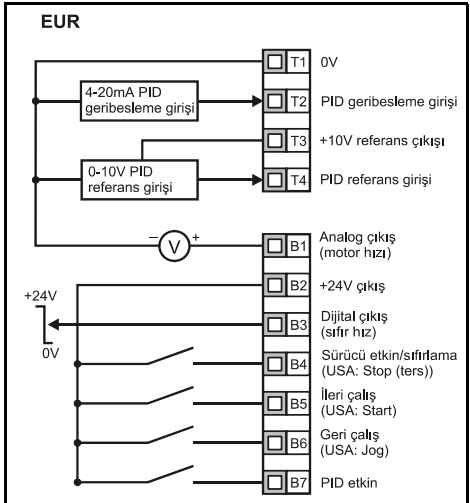 EUR
T1 0V
4-20mA PID
geribesleme girişi
T2 PID geribesleme girişi
T3 +10V referans çıkışı
0-10V PID
referans girişi
T4 PID referans girişi
– V +
B1 Analog çıkış
(motor hızı)
B2 +24V çıkış
+24V
0V
B3 Dijital çıkış
(sıfır hız)
B4 Sürücü etkin/sıfırlama
(USA: Stop (ters))
B5 İleri çalış
(USA: Start)
B6 Geri çalış
(USA: Jog)
B7 PID etkin